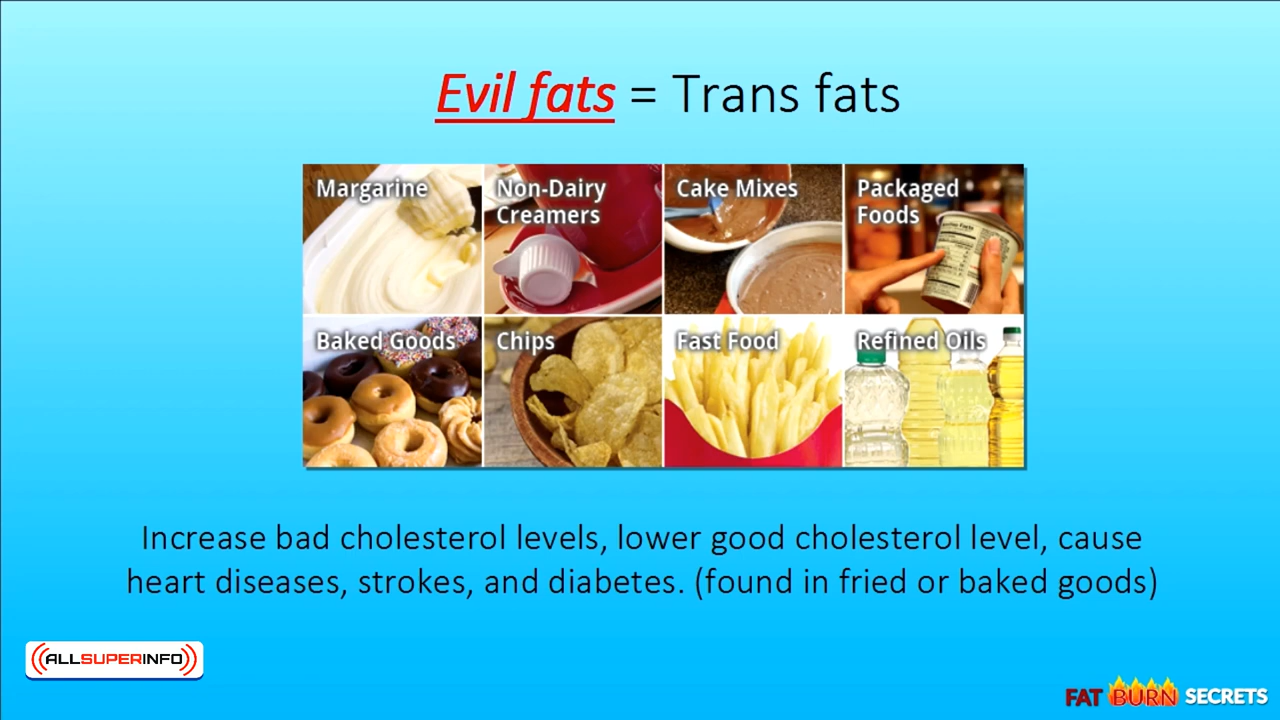 Evil fats = Trans fats
Margarine
Non-Dairy
Creamers
Cake Mixes
Packaged
Foods
Baked Goods
Chips
Fast Food
Refined Oils
Increase bad cholesterol levels, lower good cholesterol level, cause
heart diseases, strokes, and diabetes. (found in fried or baked goods)
ALLSUPERINFO
FAT BURN SECRETS